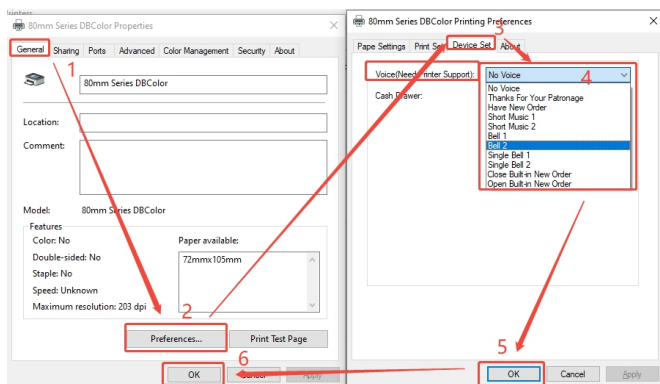 80mm Series DBColor Properties
General Sharing Ports Advanced Color Management Security About
1
80mm Series DBColor
Location:
Comment:
Model: 80mm Series DBColor
Features
Color: No
Paper available:
Double-sided: No
72mmx105mm
Staple: No
Speed: Unknown
Maximum resolution: 203 dpi
2
Preferences...
Print Test Page
6
OK
Cancel
Apply
80mm Series DBColor Printing Preferences
3
Pape Settings Print Set Device Set About
Voice(Need Printer Support):
No Voice
4
Cash Drawer:
No Voice
Thanks For Your Patronage
Have New Order
Short Music 1
Short Music 2
Bell 1
Bell 2
Single Bell 1
Single Bell 2
Close Built-in New Order
Open Built-in New Order
5
OK
Cancel
Apply